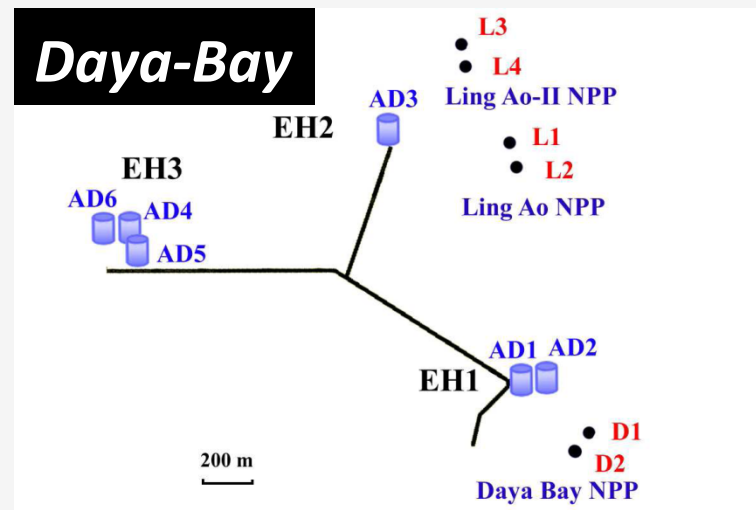 Daya-Bay
L3
L4
Ling Ao-II NPP
AD3
EH2
L1
L2
Ling Ao NPP
EH3
AD6
AD4
AD5
AD1 AD2
EH1
D1
D2
Daya Bay NPP
200 m